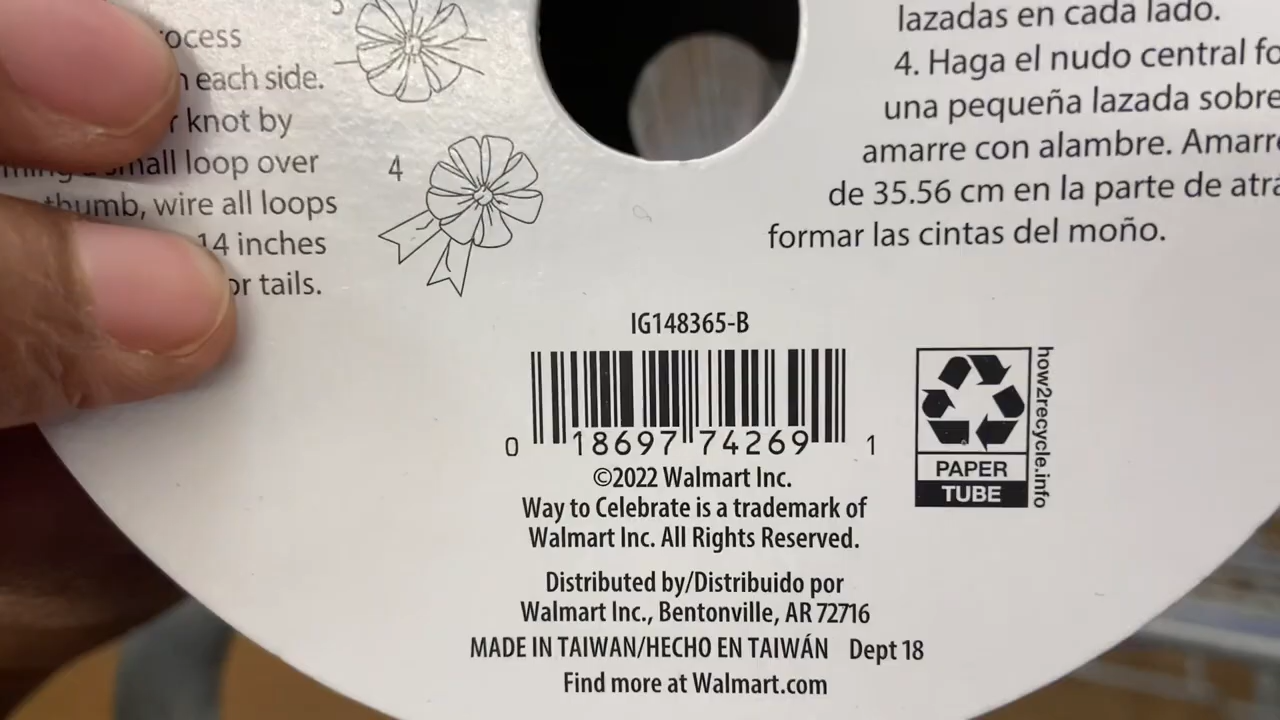 ocess
each side.
knot by
small loop over
thumb, wire all loops
14 inches
or tails.
3
4
lazadas en cada lado.
4. Haga el nudo central fo
una pequeña lazada sobre
amarre con alambre. Amarre
de 35.56 cm en la parte de atrá
formar las cintas del moño.
IG148365-B
0 18697 74269 1
©2022 Walmart Inc.
Way to Celebrate is a trademark of
Walmart Inc. All Rights Reserved.
Distributed by/Distribuido por
Walmart Inc., Bentonville, AR 72716
MADE IN TAIWAN/HECHO EN TAIWÁN Dept 18
Find more at Walmart.com
PAPER
TUBE
how2recycle.info